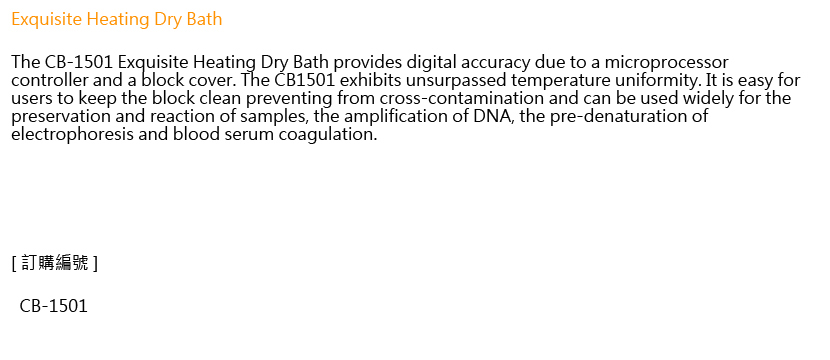 Exquisite Heating Dry Bath
The CB-1501 Exquisite Heating Dry Bath provides digital accuracy due to a microprocessor
controller and a block cover. The CB1501 exhibits unsurpassed temperature uniformity. It is easy for
users to keep the block clean preventing from cross-contamination and can be used widely for the
preservation and reaction of samples, the amplification of DNA, the pre-denaturation of
electrophoresis and blood serum coagulation.
[ 訂購編號 ]
CB-1501